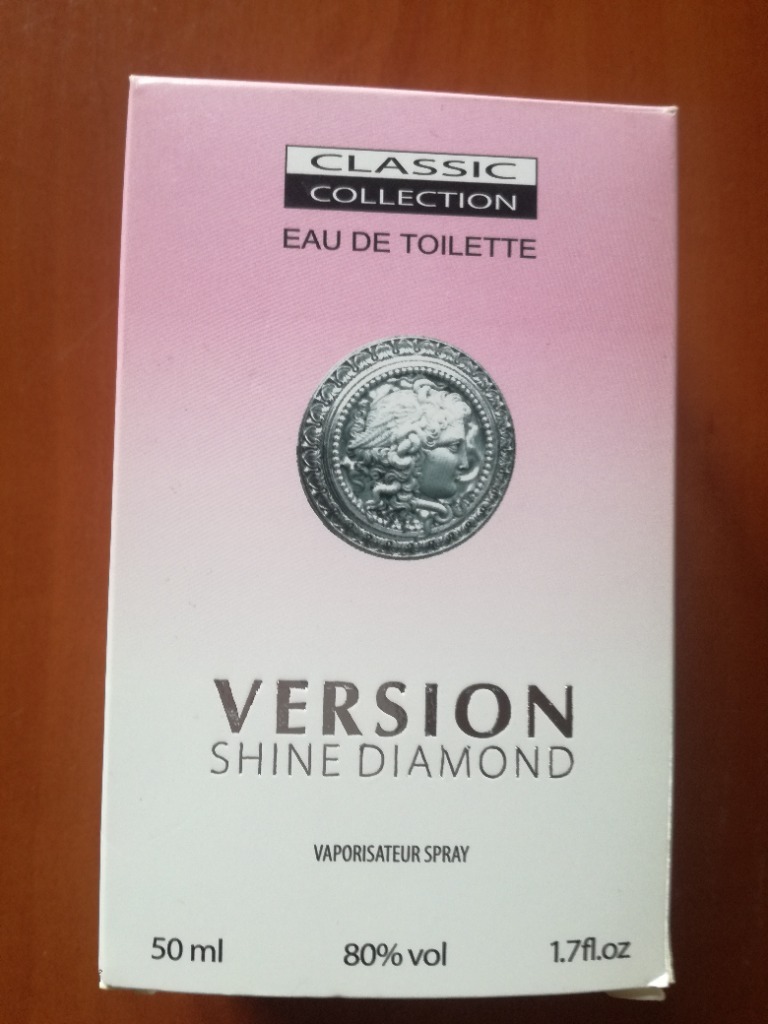 CLASSIC
COLLECTION
EAU DE TOILETTE
VERSION
SHINE DIAMOND
VAPORISATEUR SPRAY
50 ml 80% vol 1.7fl.oz